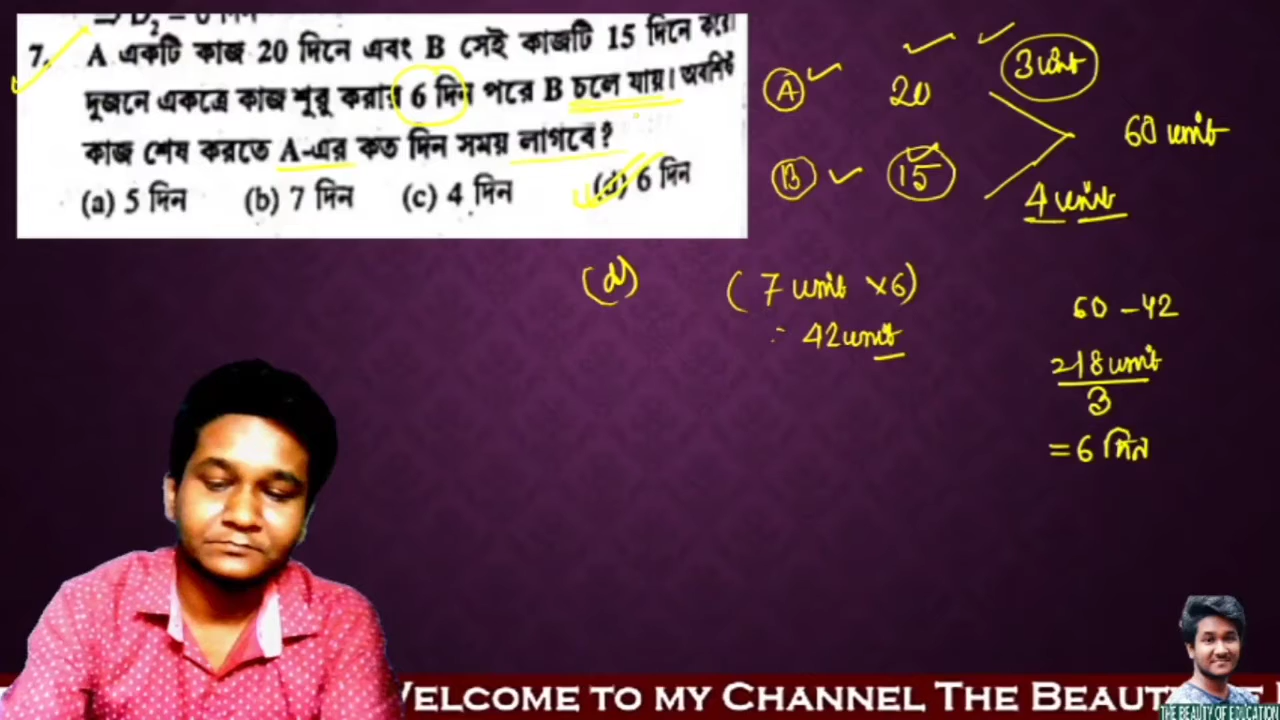 7. A একটি কাজ 20 দিনে এবং B সেই কাজটি 15 দিনে করে।
দুজনে একত্রে কাজ শুরু করার 6 দিন পরে B চলে যায়। অবশিষ্ট
কাজ শেষ করতে A-এর কত দিন সময় লাগবে?
(a) 5 দিন (b) 7 দিন (c) 4 দিন (d) 6 দিন
A 20 3 unit
60 unit
B 15 4 unit
(d) (7 unit × 6)
∴ 42 unit
60 – 42
18 unit
3
= 6 দিন
WELCOME TO MY CHANNEL THE BEAUT
THE BEAUTY OF EDUCATION